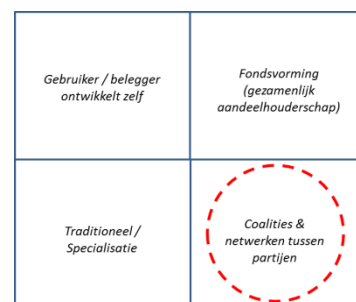 Gebruiker / belegger
ontwikkelt zelf
Fondsvorming
(gezamenlijk
aandeelhouderschap)
Traditioneel /
Specialisatie
Coalities &
netwerken tussen
partijen